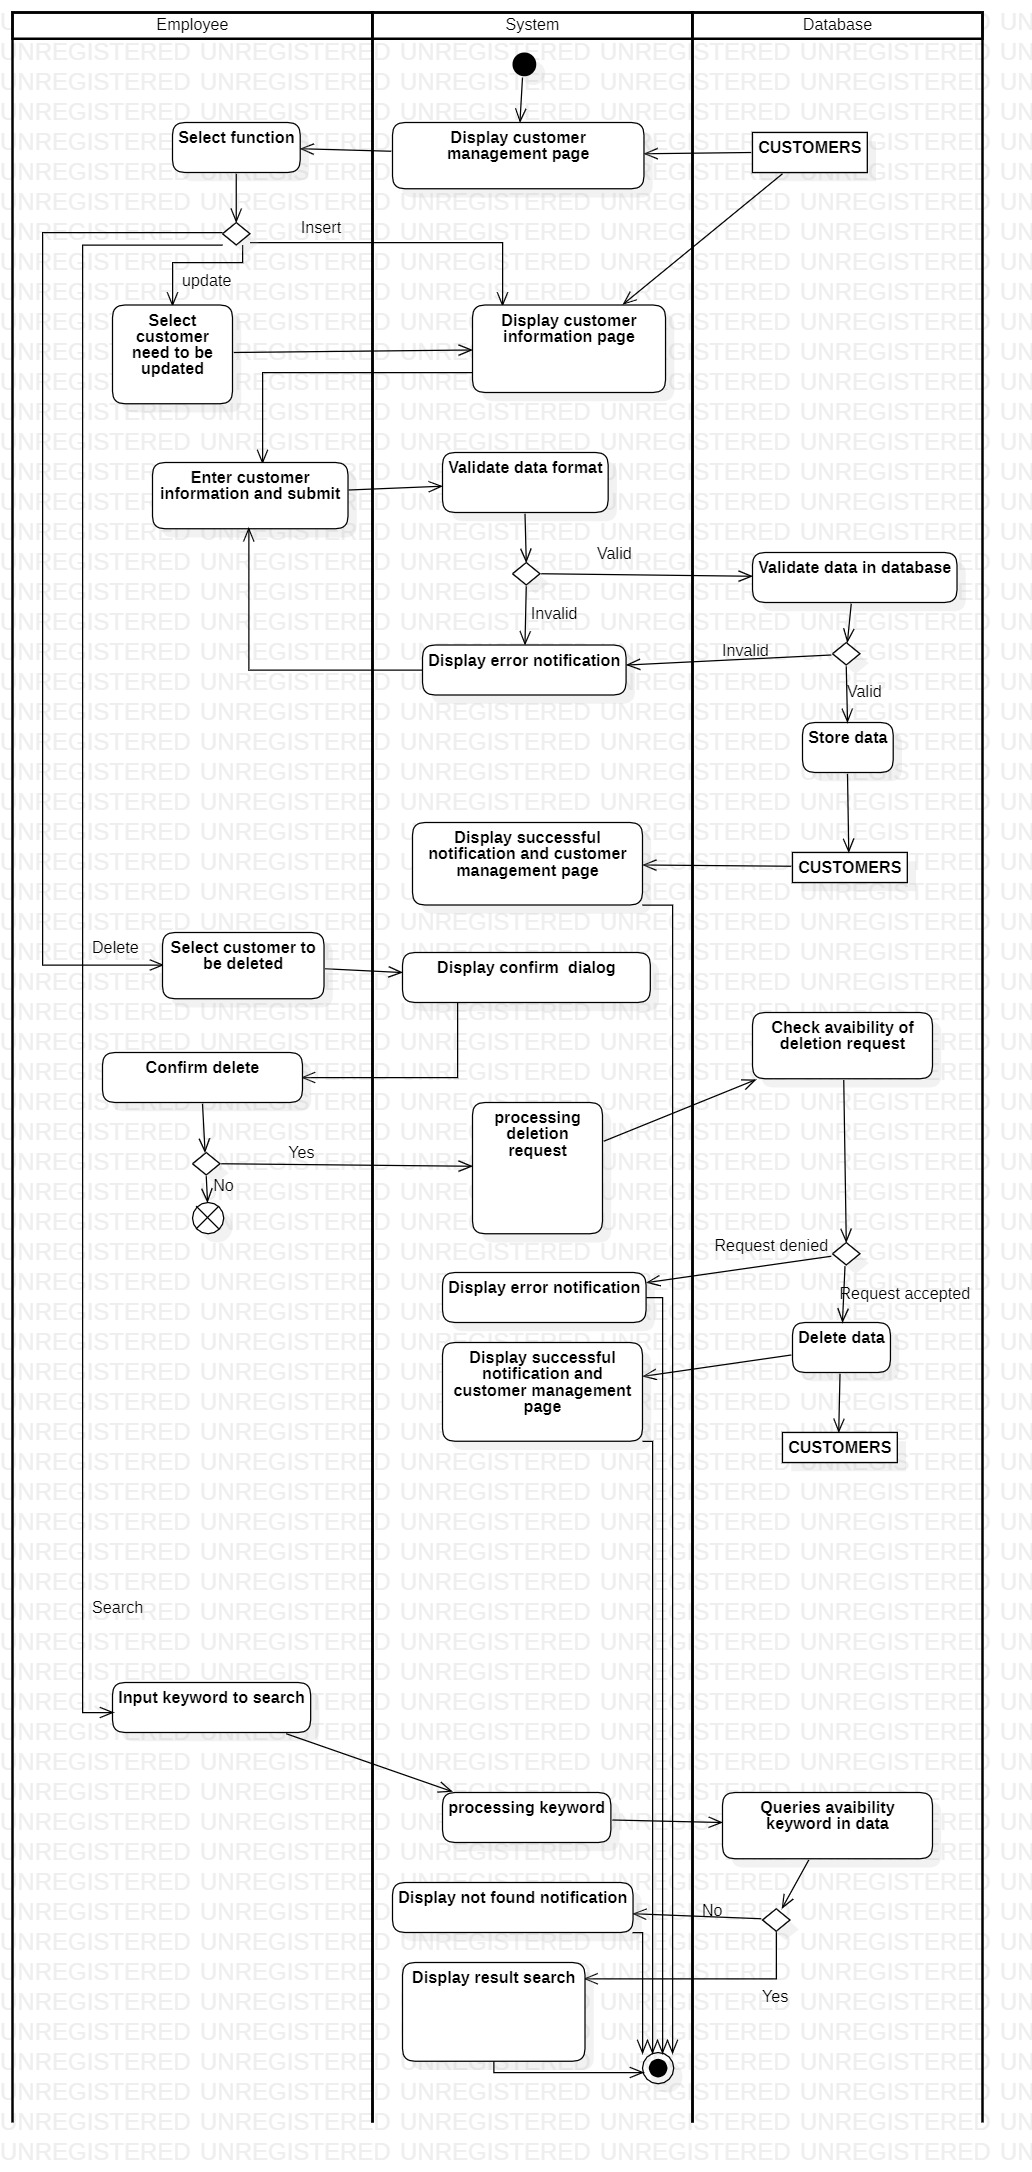 Employee
System
Database
Select function
Display customer
management page
CUSTOMERS
Insert
update
Select
customer
need to be
updated
Display customer
information page
Enter customer
information and submit
Validate data format
Valid
Validate data in database
Invalid
Display error notification
Invalid
Valid
Store data
Display successful
notification and customer
management page
CUSTOMERS
Delete
Select customer to
be deleted
Display confirm  dialog
Check avaibility of
deletion request
Confirm delete
processing
deletion
request
Yes
No
Request denied
Display error notification
Request accepted
Delete data
Display successful
notification and
customer management
page
CUSTOMERS
Search
Input keyword to search
processing keyword
Queries avaibility
keyword in data
Display not found notification
No
Display result search
Yes
UNREGISTERED